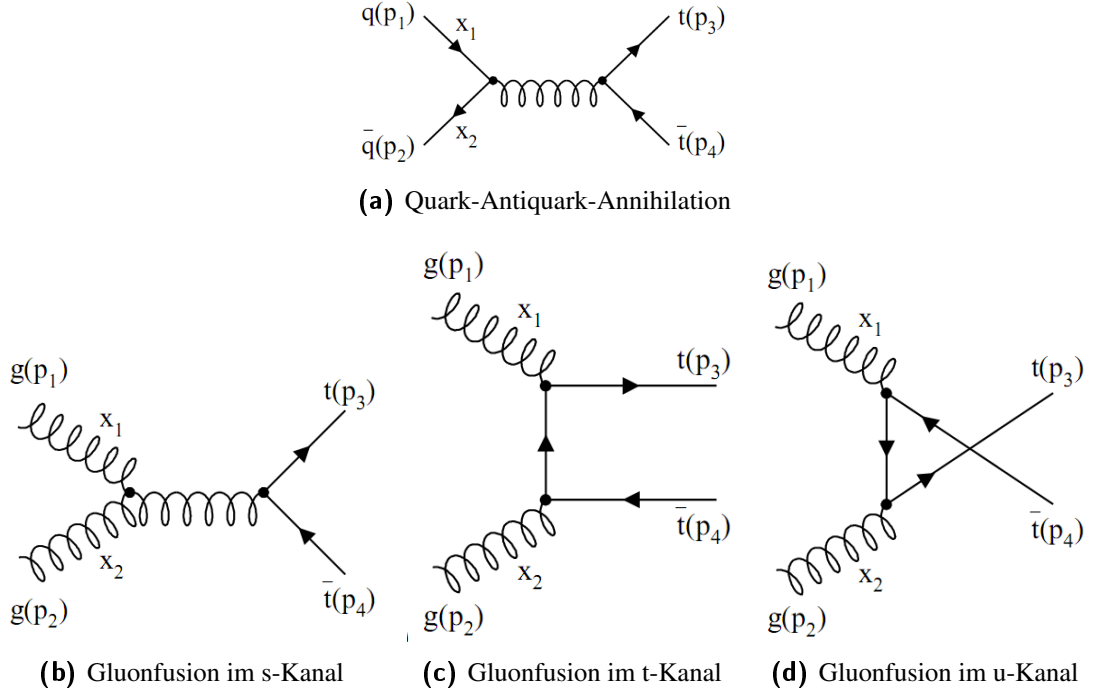 q(p₁)
x₁
t(p₃)
q̄(p₂)
x₂
t̄(p₄)
(a) Quark-Antiquark-Annihilation
g(p₁)
x₁
t(p₃)
g(p₂)
x₂
t̄(p₄)
(b) Gluonfusion im s-Kanal
g(p₁)
x₁
t(p₃)
t̄(p₄)
x₂
g(p₂)
(c) Gluonfusion im t-Kanal
g(p₁)
x₁
t(p₃)
t̄(p₄)
x₂
g(p₂)
(d) Gluonfusion im u-Kanal